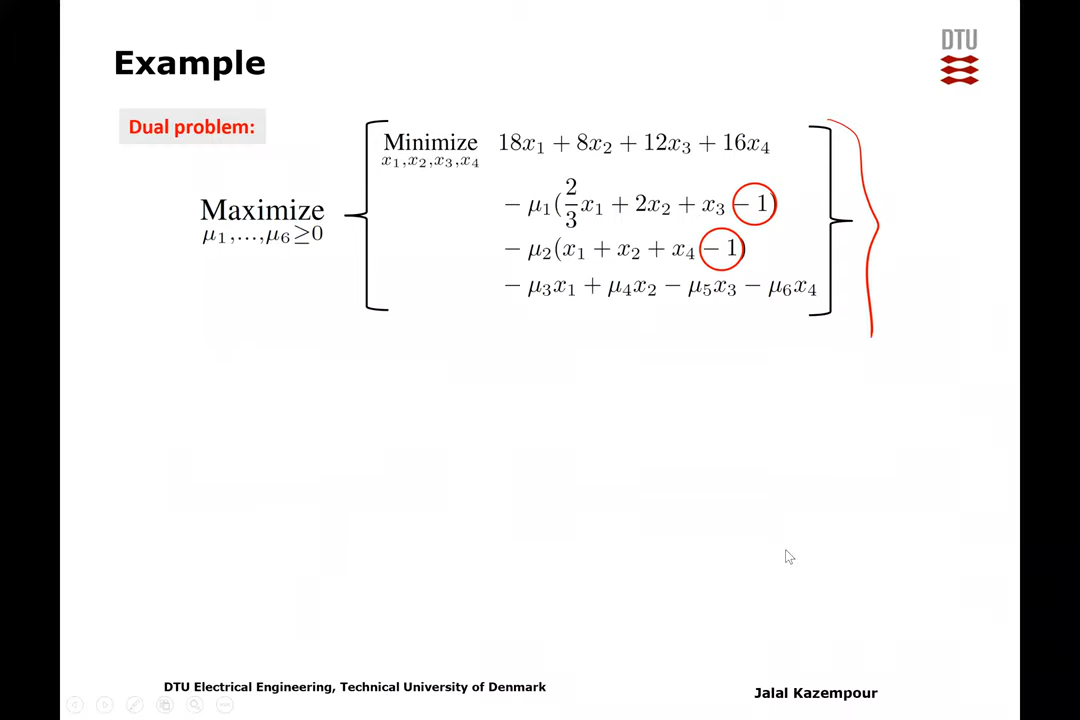 DTU
Example
Dual problem:
Minimize 18x₁ + 8x₂ + 12x₃ + 16x₄
x₁,x₂,x₃,x₄
− μ₁(2/3 x₁ + 2x₂ + x₃ − 1)
Maximize
μ₁,...,μ₆≥0
− μ₂(x₁ + x₂ + x₄ − 1)
− μ₃x₁ + μ₄x₂ − μ₅x₃ − μ₆x₄
DTU Electrical Engineering, Technical University of Denmark
Jalal Kazempour